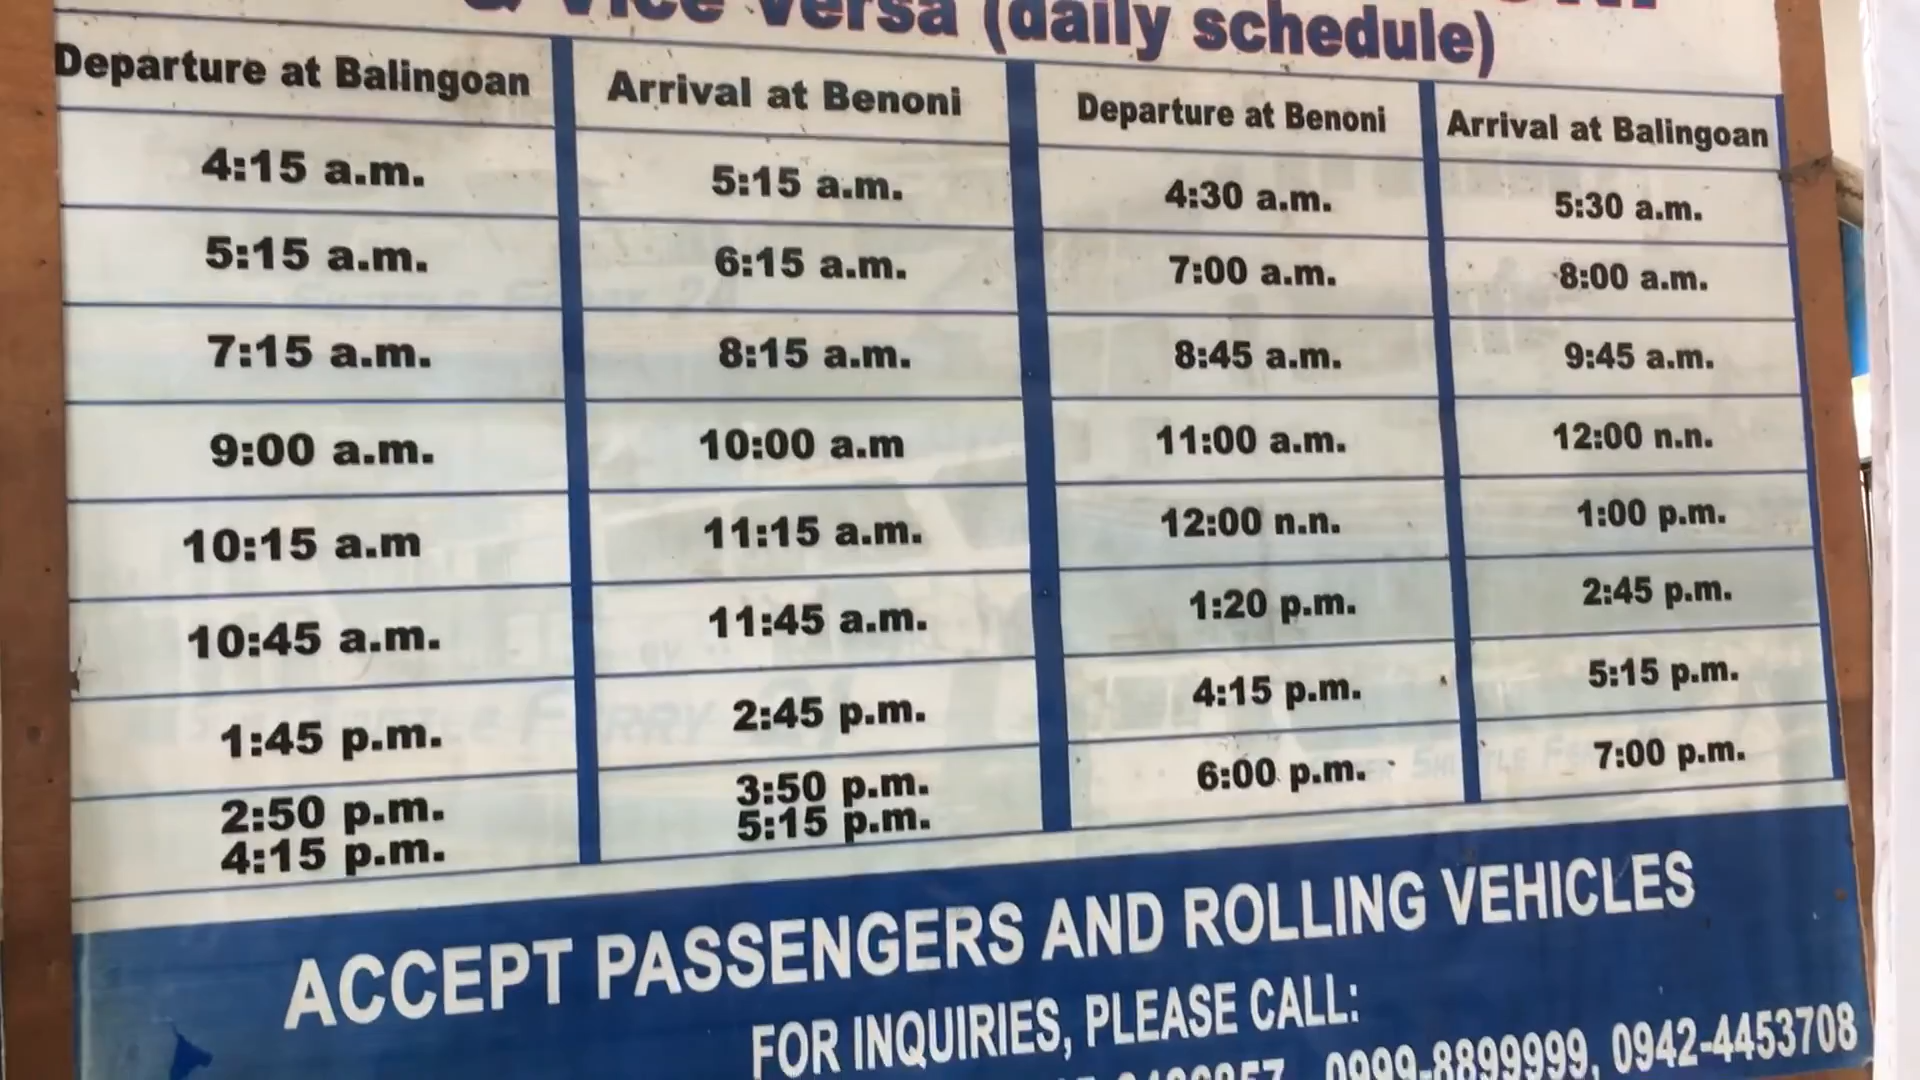 & Vice Versa (daily schedule)
Departure at Balingoan Arrival at Benoni Departure at Benoni Arrival at Balingoan
4:15 a.m. 5:15 a.m. 4:30 a.m. 5:30 a.m.
5:15 a.m. 6:15 a.m. 7:00 a.m. 8:00 a.m.
7:15 a.m. 8:15 a.m. 8:45 a.m. 9:45 a.m.
9:00 a.m. 10:00 a.m 11:00 a.m. 12:00 n.n.
10:15 a.m 11:15 a.m. 12:00 n.n. 1:00 p.m.
10:45 a.m. 11:45 a.m. 1:20 p.m. 2:45 p.m.
1:45 p.m. 2:45 p.m. 4:15 p.m. 5:15 p.m.
2:50 p.m. 3:50 p.m. 6:00 p.m. 7:00 p.m.
4:15 p.m. 5:15 p.m.
ACCEPT PASSENGERS AND ROLLING VEHICLES
FOR INQUIRIES, PLEASE CALL:
0999-8899999, 0942-4453708